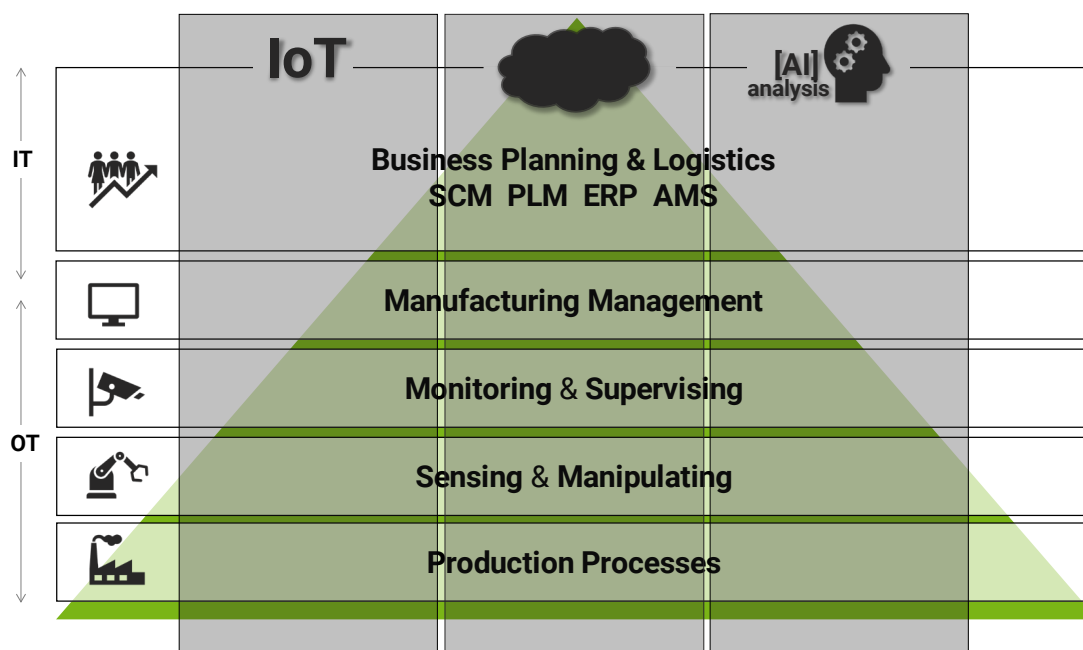 IoT
[AI]
analysis
IT
Business Planning & Logistics
SCM PLM ERP AMS
Manufacturing Management
Monitoring & Supervising
OT
Sensing & Manipulating
Production Processes